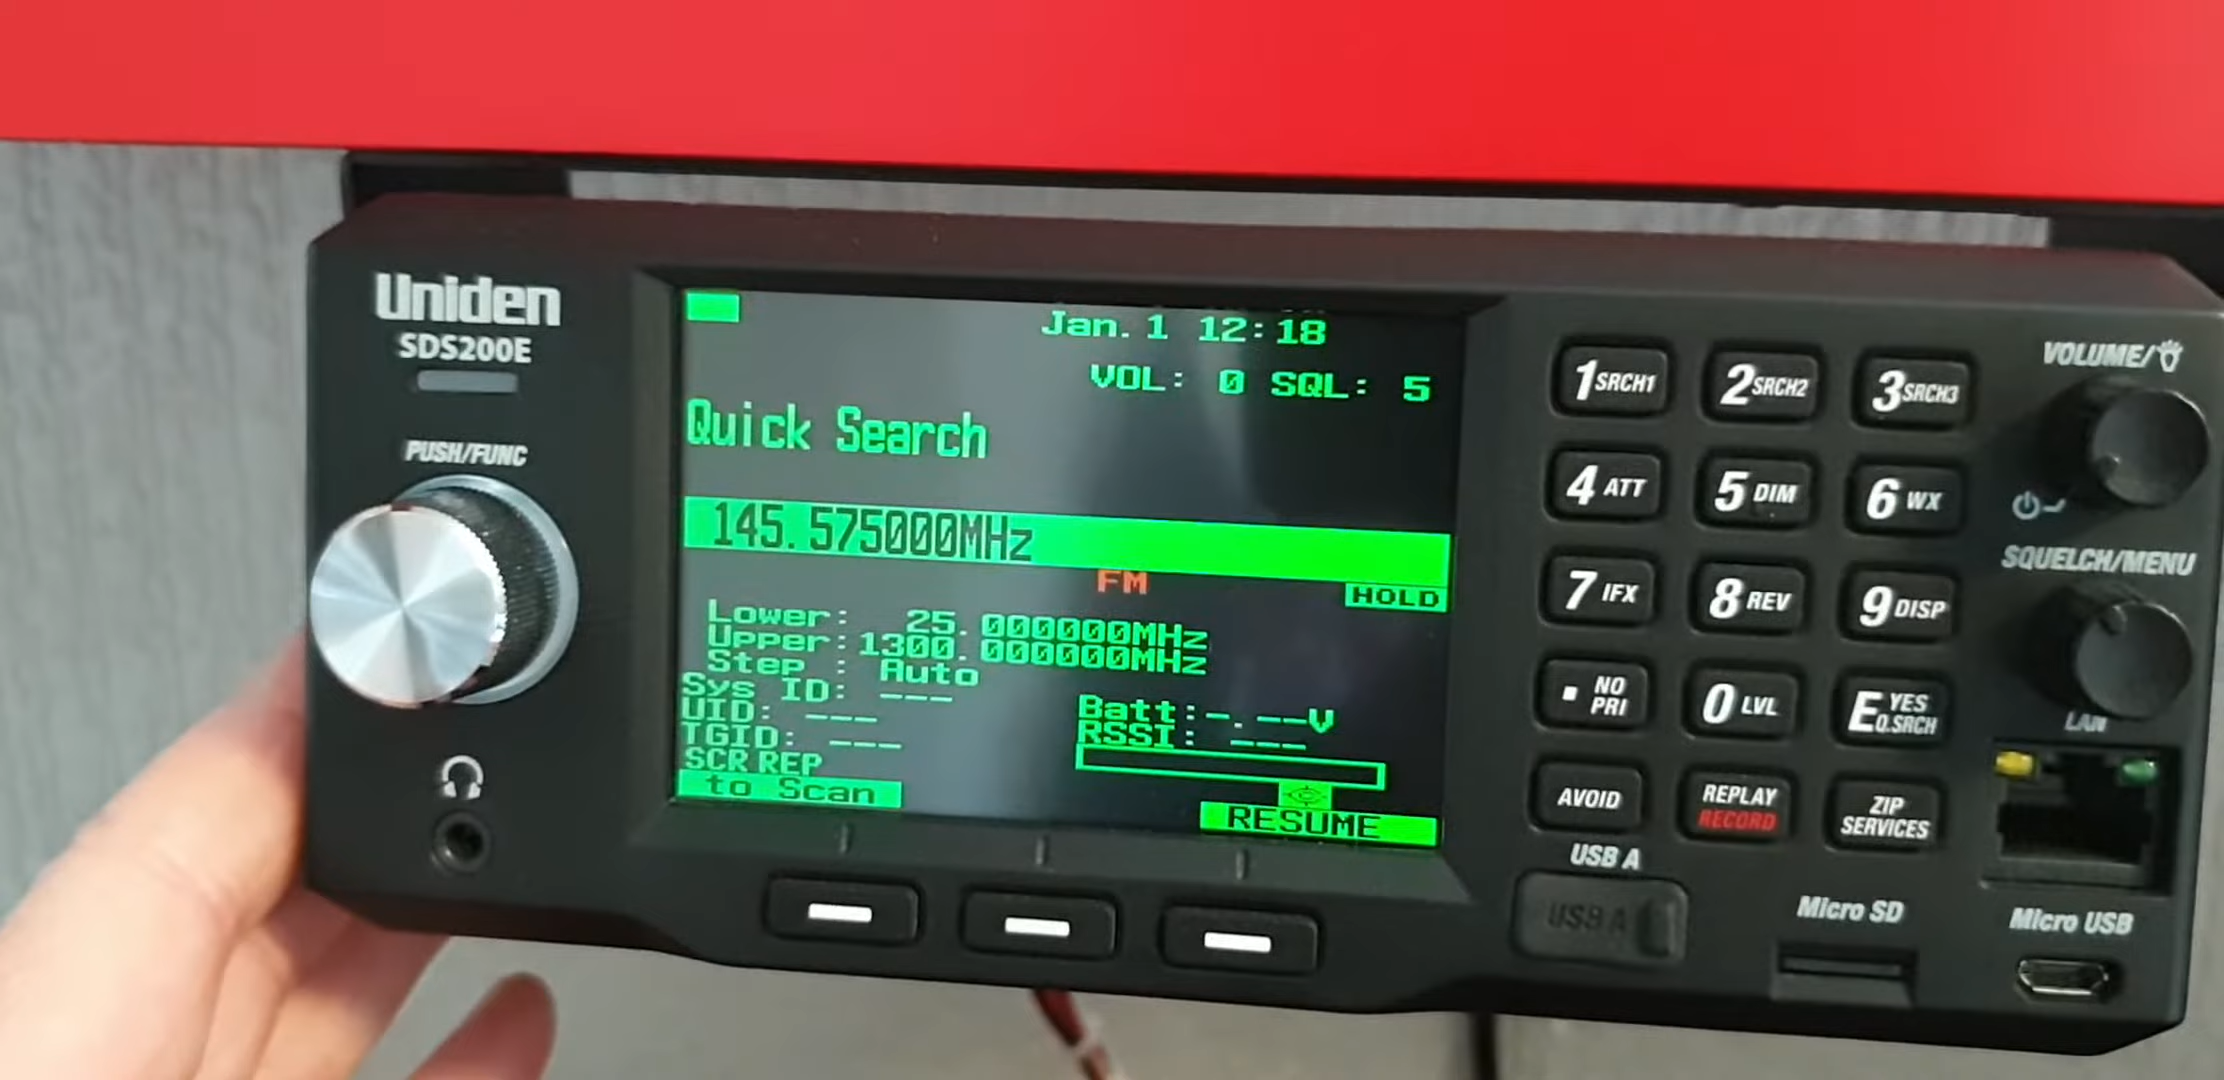 Uniden
SDS200E
PUSH/FUNC
Jan. 1 12:18
VOL: 0 SQL: 5
Quick Search
145.575000MHz
FM
HOLD
Lower: 25.000000MHz
Upper:1300.000000MHz
Step : Auto
Sys ID: ---
UID: ---
TGID: ---
Batt:-.--V
RSSI: ---
SCR REP
to Scan
RESUME
1 SRCH1
2 SRCH2
3 SRCH3
4 ATT
5 DIM
6 WX
7 IFX
8 REV
9 DISP
. NO PRI
0 LVL
E YES Q.SRCH
AVOID
REPLAY
RECORD
ZIP
SERVICES
VOLUME/
SQUELCH/MENU
LAN
USB A
USB A
Micro SD
Micro USB